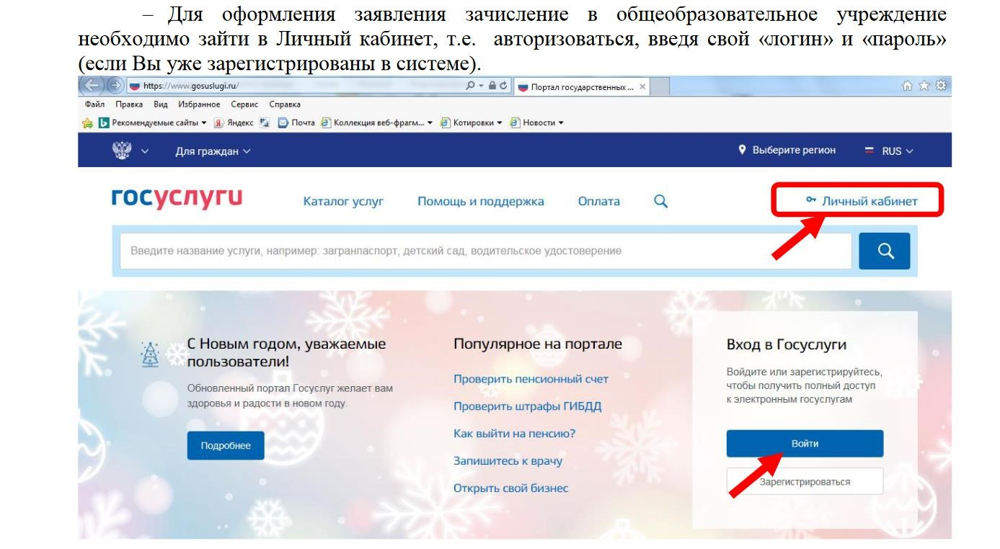 – Для оформления заявления зачисление в общеобразовательное учреждение
необходимо зайти в Личный кабинет, т.е. авторизоваться, введя свой «логин» и «пароль»
(если Вы уже зарегистрированы в системе).
https://www.gosuslugi.ru/
Портал государственных ...
Файл Правка Вид Избранное Сервис Справка
Рекомендуемые сайты Яндекс Почта Коллекция веб-фрагм... Котировки Новости
Для граждан
Выберите регион
RUS
госуслуги
Каталог услуг Помощь и поддержка Оплата
Личный кабинет
Введите название услуги, например: загранпаспорт, детский сад, водительское удостоверение
С Новым годом, уважаемые
пользователи!
Обновленный портал Госуслуг желает вам
здоровья и радости в новом году.
Подробнее
Популярное на портале
Проверить пенсионный счет
Проверить штрафы ГИБДД
Как выйти на пенсию?
Запишитесь к врачу
Открыть свой бизнес
Вход в Госуслуги
Войдите или зарегистрируйтесь,
чтобы получить полный доступ
к электронным госуслугам
Войти
Зарегистрироваться